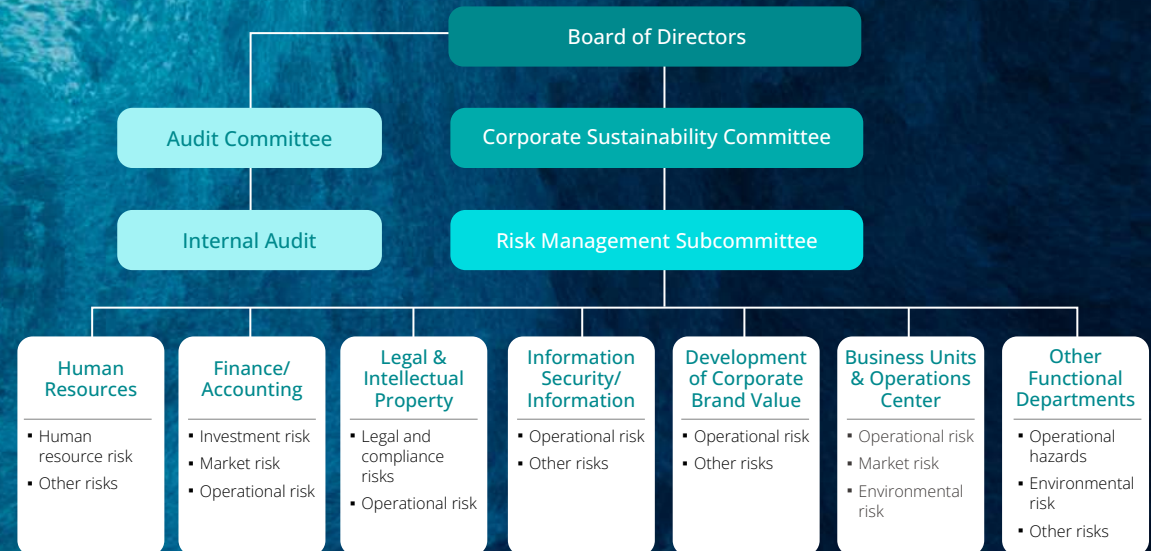 Board of Directors
Audit Committee
Corporate Sustainability Committee
Internal Audit
Risk Management Subcommittee
Human
Resources
▪ Human
resource risk
▪ Other risks
Finance/
Accounting
▪ Investment risk
▪ Market risk
▪ Operational risk
Legal &
Intellectual
Property
▪ Legal and
compliance
risks
▪ Operational risk
Information
Security/
Information
▪ Operational risk
▪ Other risks
Development
of Corporate
Brand Value
▪ Operational risk
▪ Other risks
Business Units
& Operations
Center
▪ Operational risk
▪ Market risk
▪ Environmental
risk
Other
Functional
Departments
▪ Operational
hazards
▪ Environmental
risk
▪ Other risks